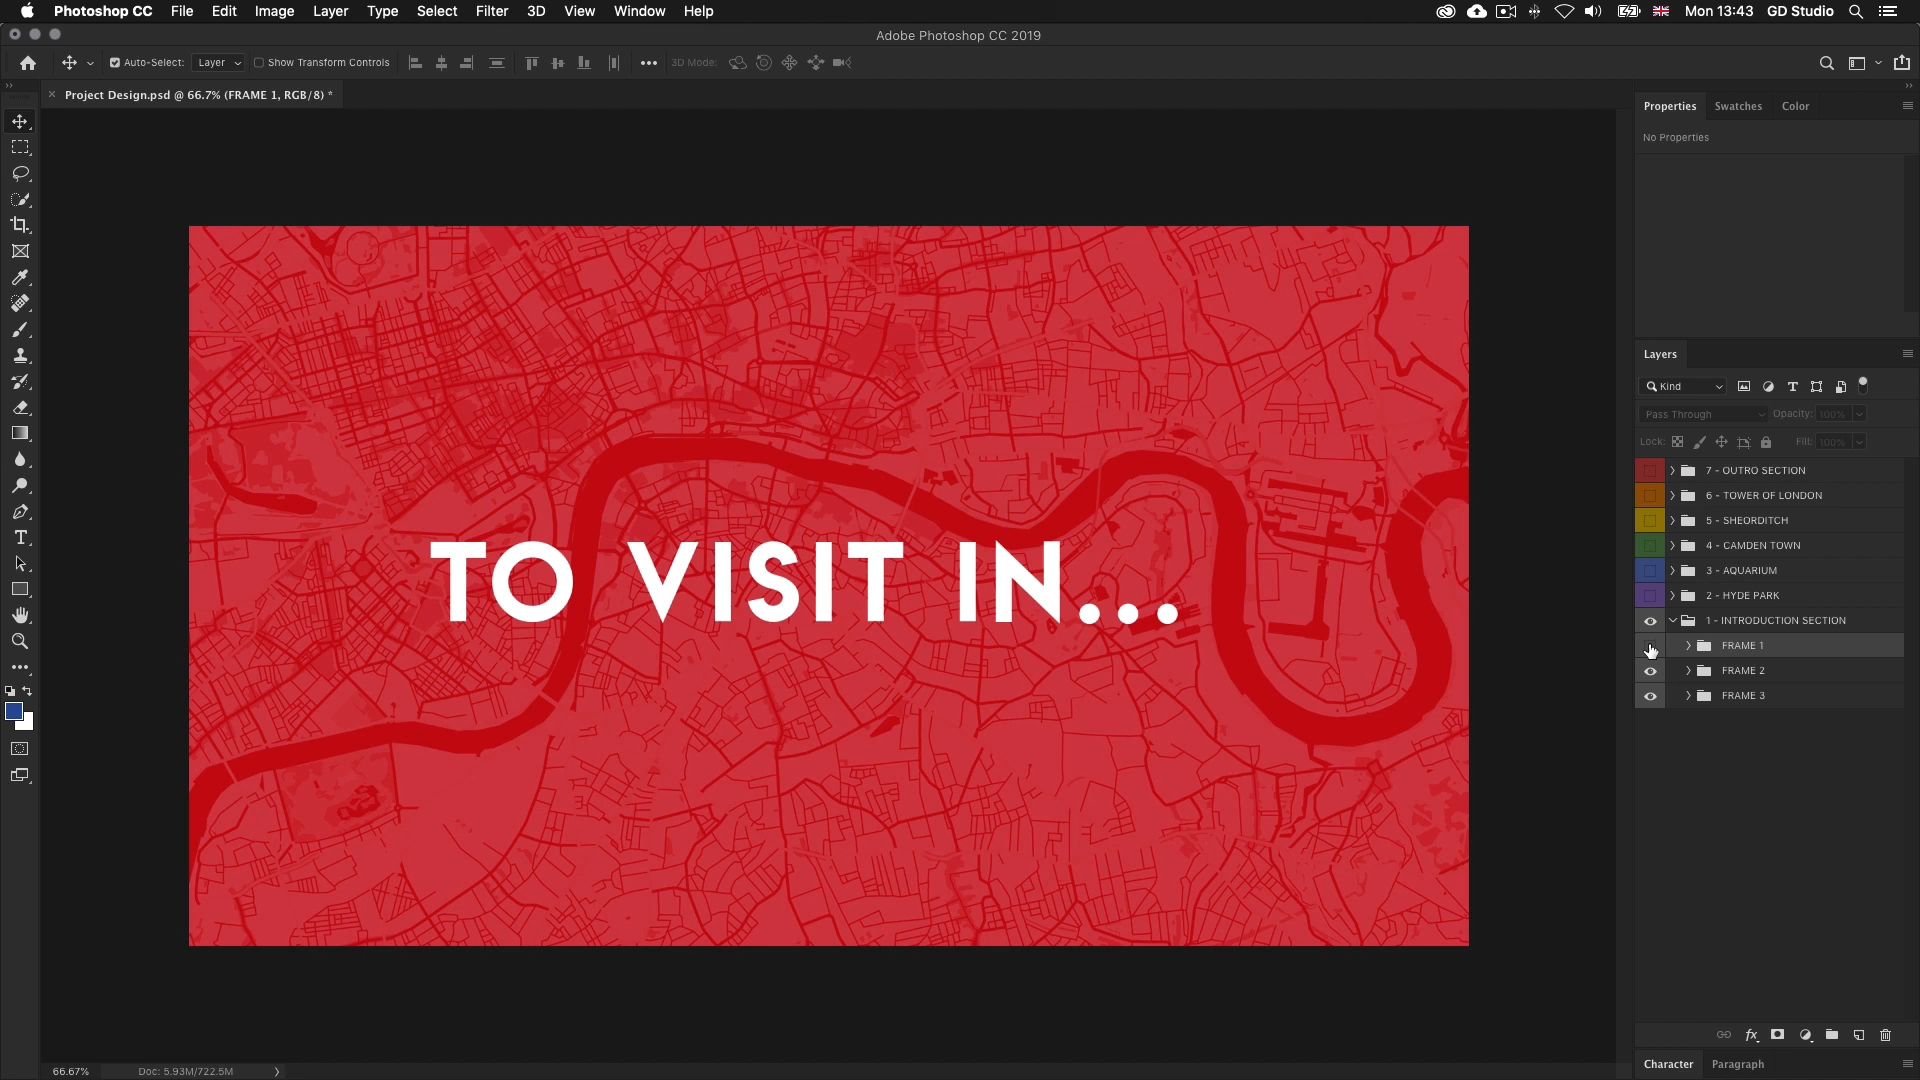 Photoshop CC File Edit Image Layer Type Select Filter 3D View Window Help Mon 13:43 GD Studio
Adobe Photoshop CC 2019
Auto-Select: Layer Show Transform Controls 3D Mode:
Project Design.psd @ 66.7% (FRAME 1, RGB/8) *
Properties Swatches Color
No Properties
Layers
Kind
Pass Through Opacity: 100%
Lock: Fill: 100%
7 - OUTRO SECTION
6 - TOWER OF LONDON
5 - SHEORDITCH
4 - CAMDEN TOWN
3 - AQUARIUM
2 - HYDE PARK
1 - INTRODUCTION SECTION
FRAME 1
FRAME 2
FRAME 3
TO VISIT IN...
fx
Character Paragraph
66.67% Doc: 5.93M/722.5M